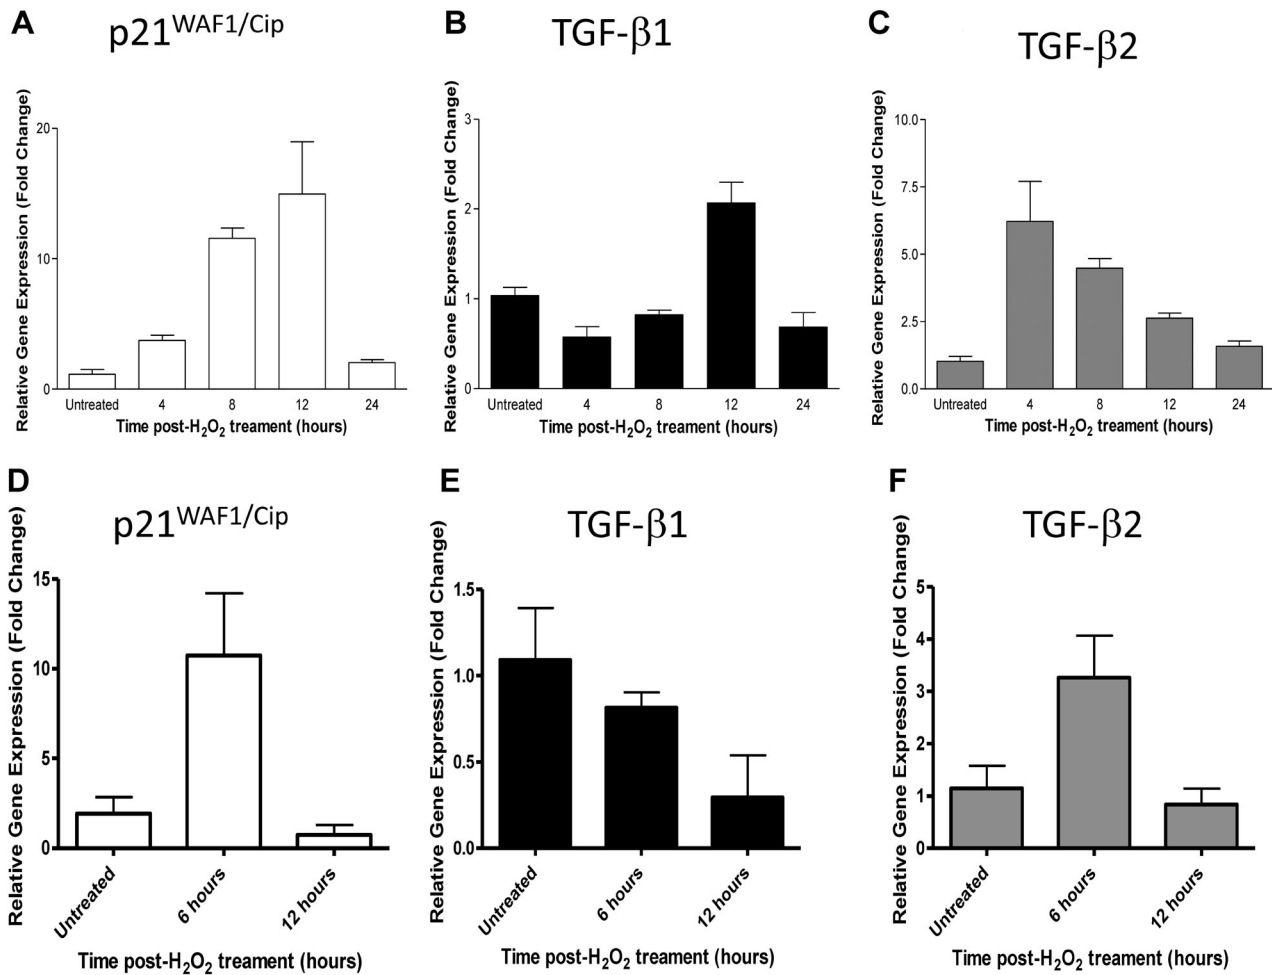 A
p21WAF1/Cip
Relative Gene Expression (Fold Change)
20
10
0
Untreated 4 8 12 24
Time post-H2O2 treament (hours)
B
TGF-β1
Relative Gene Expression (Fold Change)
3
2
1
0
Untreated 4 8 12 24
Time post-H2O2 treament (hours)
C
TGF-β2
Relative Gene Expression (Fold Change)
10.0
7.5
5.0
2.5
0.0
Untreated 4 8 12 24
Time post-H2O2 treament (hours)
D
p21WAF1/Cip
Relative Gene Expression (Fold Change)
15
10
5
0
Untreated 6 hours 12 hours
Time post-H2O2 treament (hours)
E
TGF-β1
Relative Gene Expression (Fold Change)
1.5
1.0
0.5
0.0
Untreated 6 hours 12 hours
Time post-H2O2 treament (hours)
F
TGF-β2
Relative Gene Expression (Fold Change)
5
4
3
2
1
0
Untreated 6 hours 12 hours
Time post-H2O2 treament (hours)